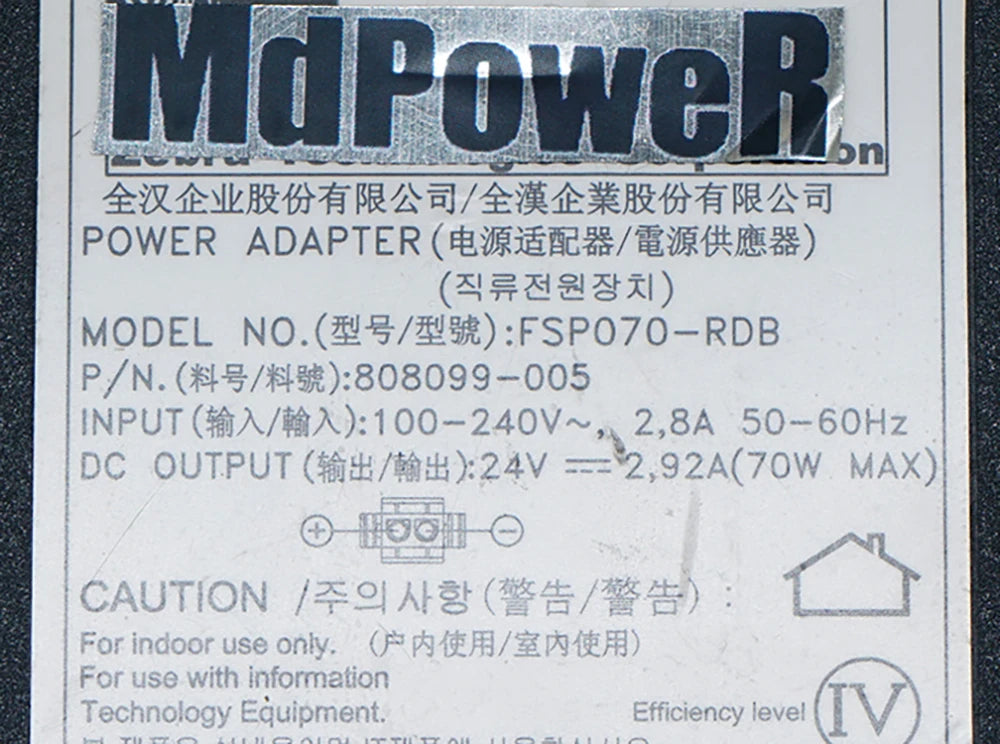 MdPoweR
全汉企业股份有限公司/全漢企業股份有限公司
POWER ADAPTER(电源适配器/電源供應器)
(직류전원장치)
MODEL NO.(型号/型號):FSP070-RDB
P/N.(料号/料號):808099-005
INPUT(输入/輸入):100-240V~, 2,8A 50-60Hz
DC OUTPUT(输出/輸出):24V ⎓ 2,92A(70W MAX)
+ -
CAUTION /주의사항(警告/警告):
For indoor use only. (户内使用/室內使用)
For use with information
Technology Equipment.
Efficiency level IV